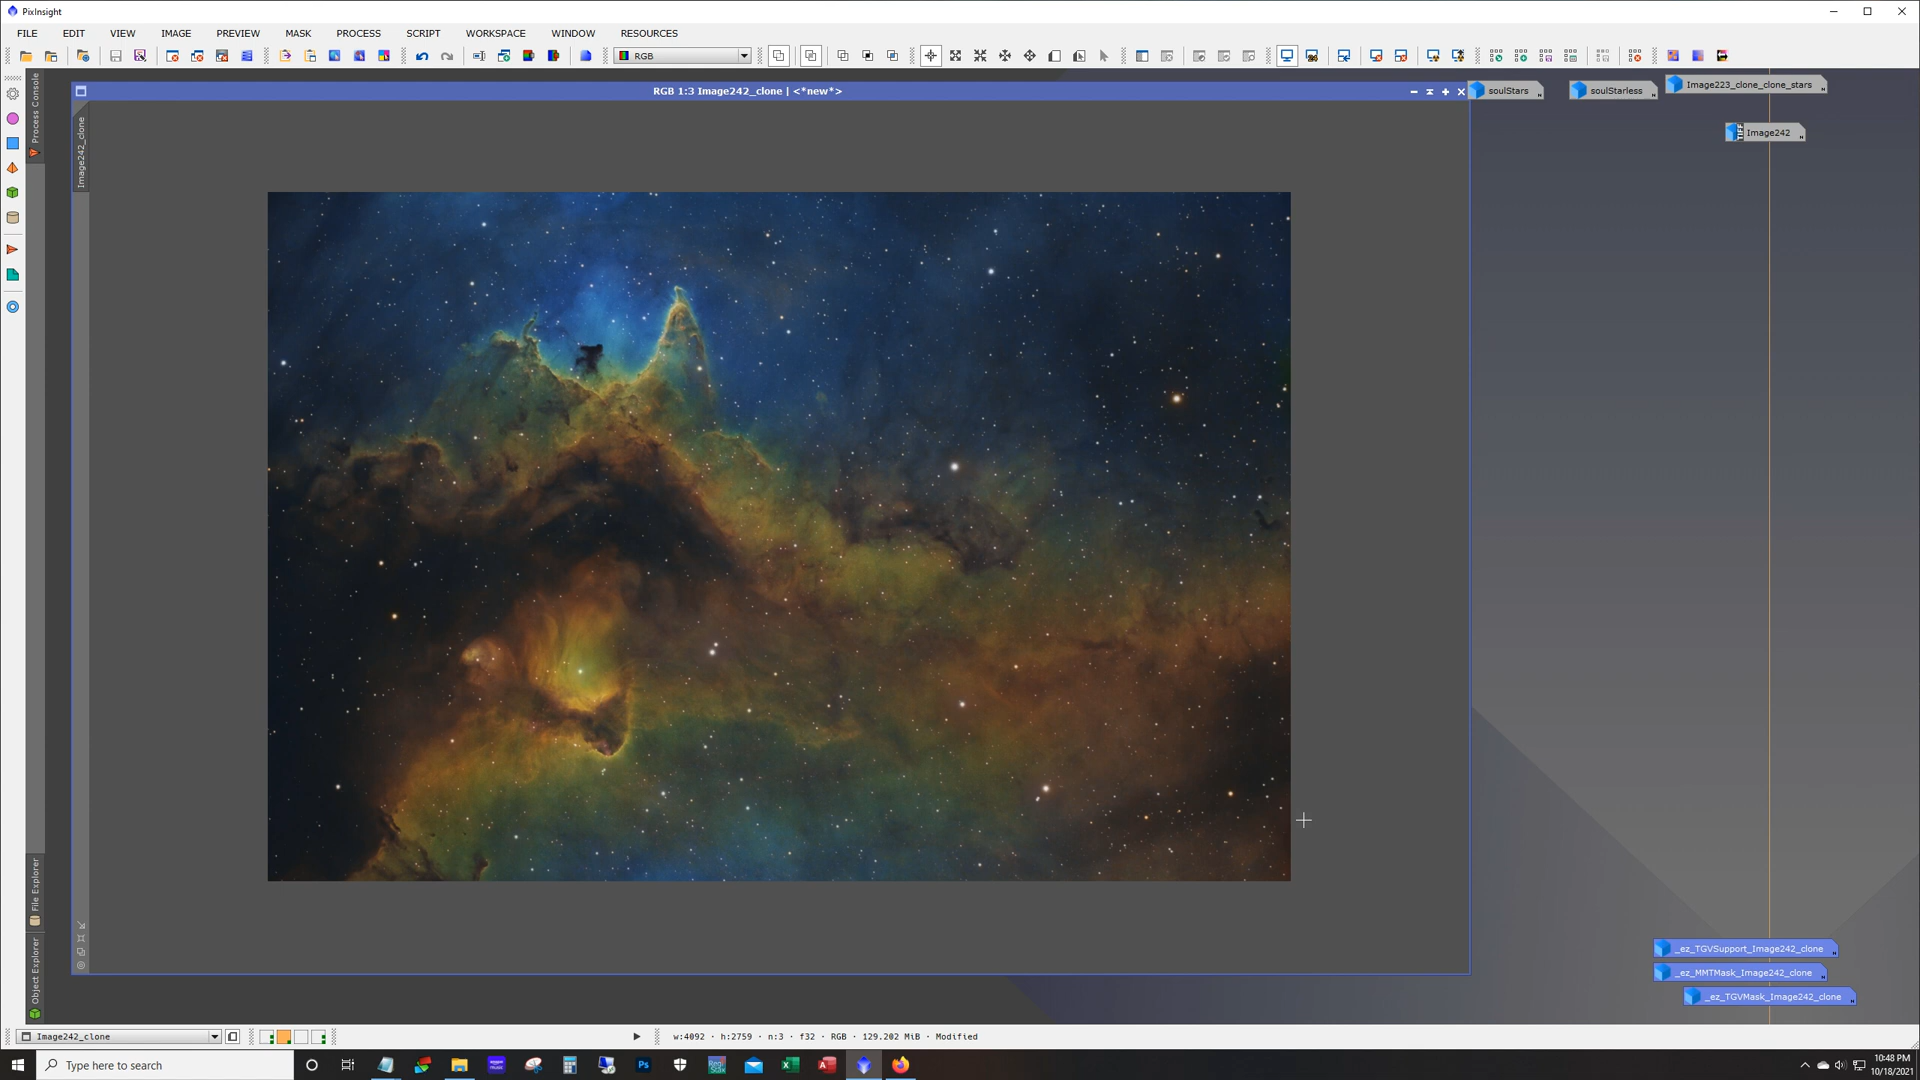 PixInsight
FILE EDIT VIEW IMAGE PREVIEW MASK PROCESS SCRIPT WORKSPACE WINDOW RESOURCES
RGB
Process Console
File Explorer
Object Explorer
RGB 1:3 Image242_clone | <*new*>
Image242_clone
soulStars
soulStarless
Image223_clone_clone_stars
TIFF
Image242
_ez_TGVSupport_Image242_clone
_ez_MMTMask_Image242_clone
_ez_TGVMask_Image242_clone
Image242_clone
w:4092 · h:2759 · n:3 · f32 · RGB · 129.202 MiB · Modified
Type here to search
Ps
10:48 PM
10/18/2021